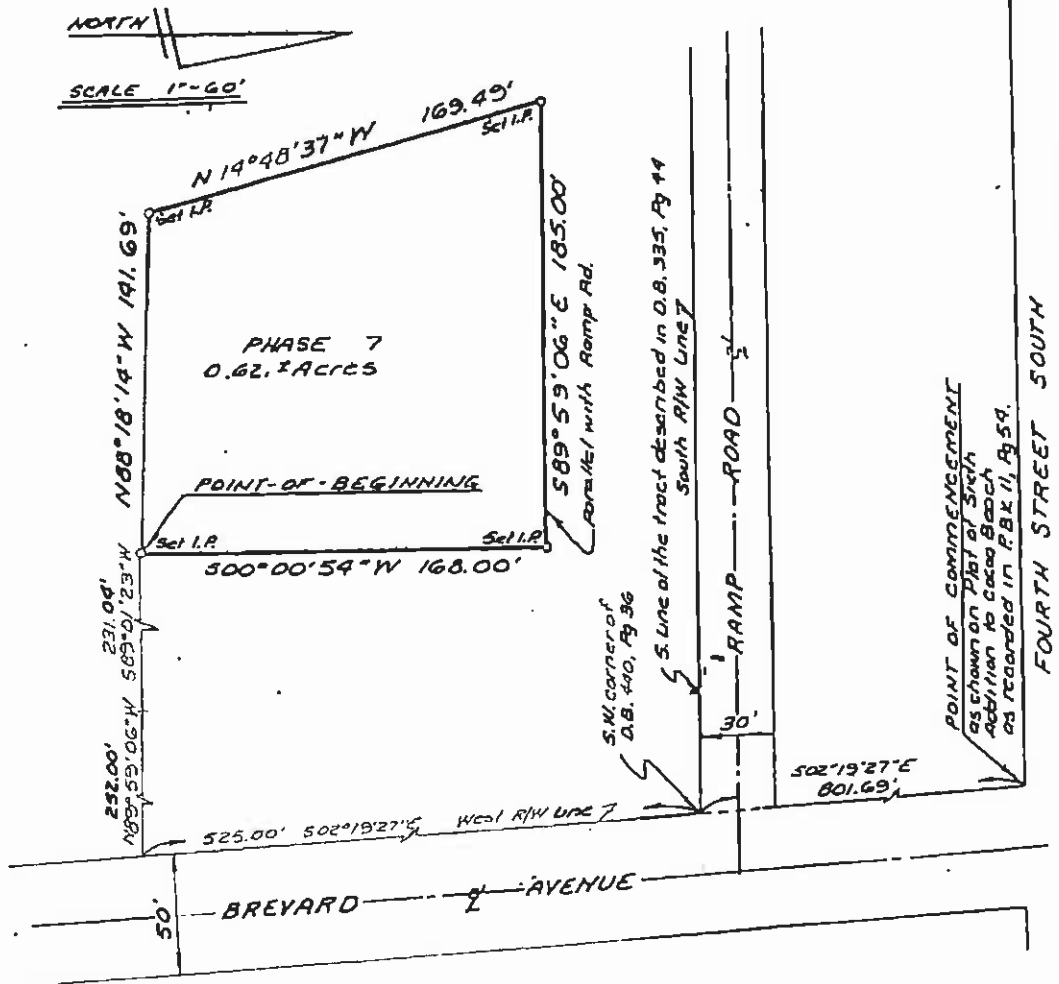 NORTH
SCALE 1"-60'
N 14°48'37" W 169.49'
Set I.P.
Set I.P.
N88°18'14" W 141.69'
PHASE 7
0.62.± Acres
S89°59'06" E 185.00'
Parallel with Ramp Rd.
POINT-OF-BEGINNING
Set I.P.
Set I.P.
S00°00'54" W 168.00'
231.04'
S85°01'23" W
252.00'
N89°59'06" W
S. Line of the tract described in D.B. 335, Pg 44
South R/W Line
RAMP ROAD
S.W. corner of
D.B. 440, Pg 36
30'
POINT OF COMMENCEMENT
as shown on Plat of
Addition to Cocoa Beach
as recorded in P.BK. 11, Pg 54.
FOURTH STREET SOUTH
S02°19'27"E
801.69'
525.00' S02°19'27"E West R/W Line
BREVARD AVENUE
50'